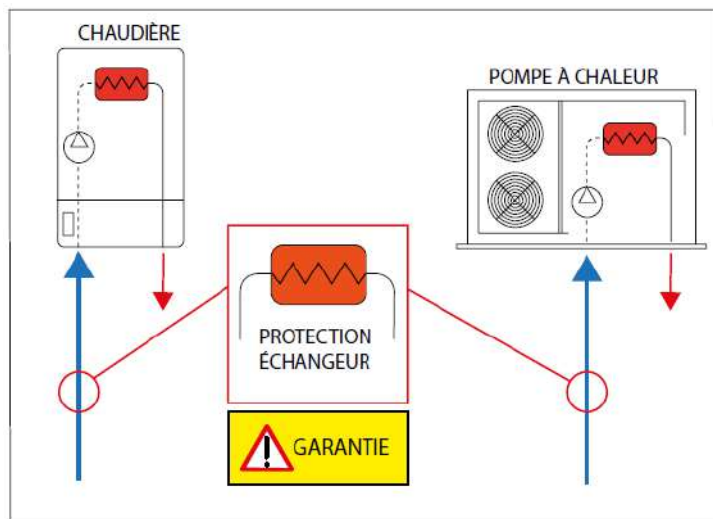 CHAUDIÈRE
POMPE À CHALEUR
PROTECTION
ÉCHANGEUR
GARANTIE